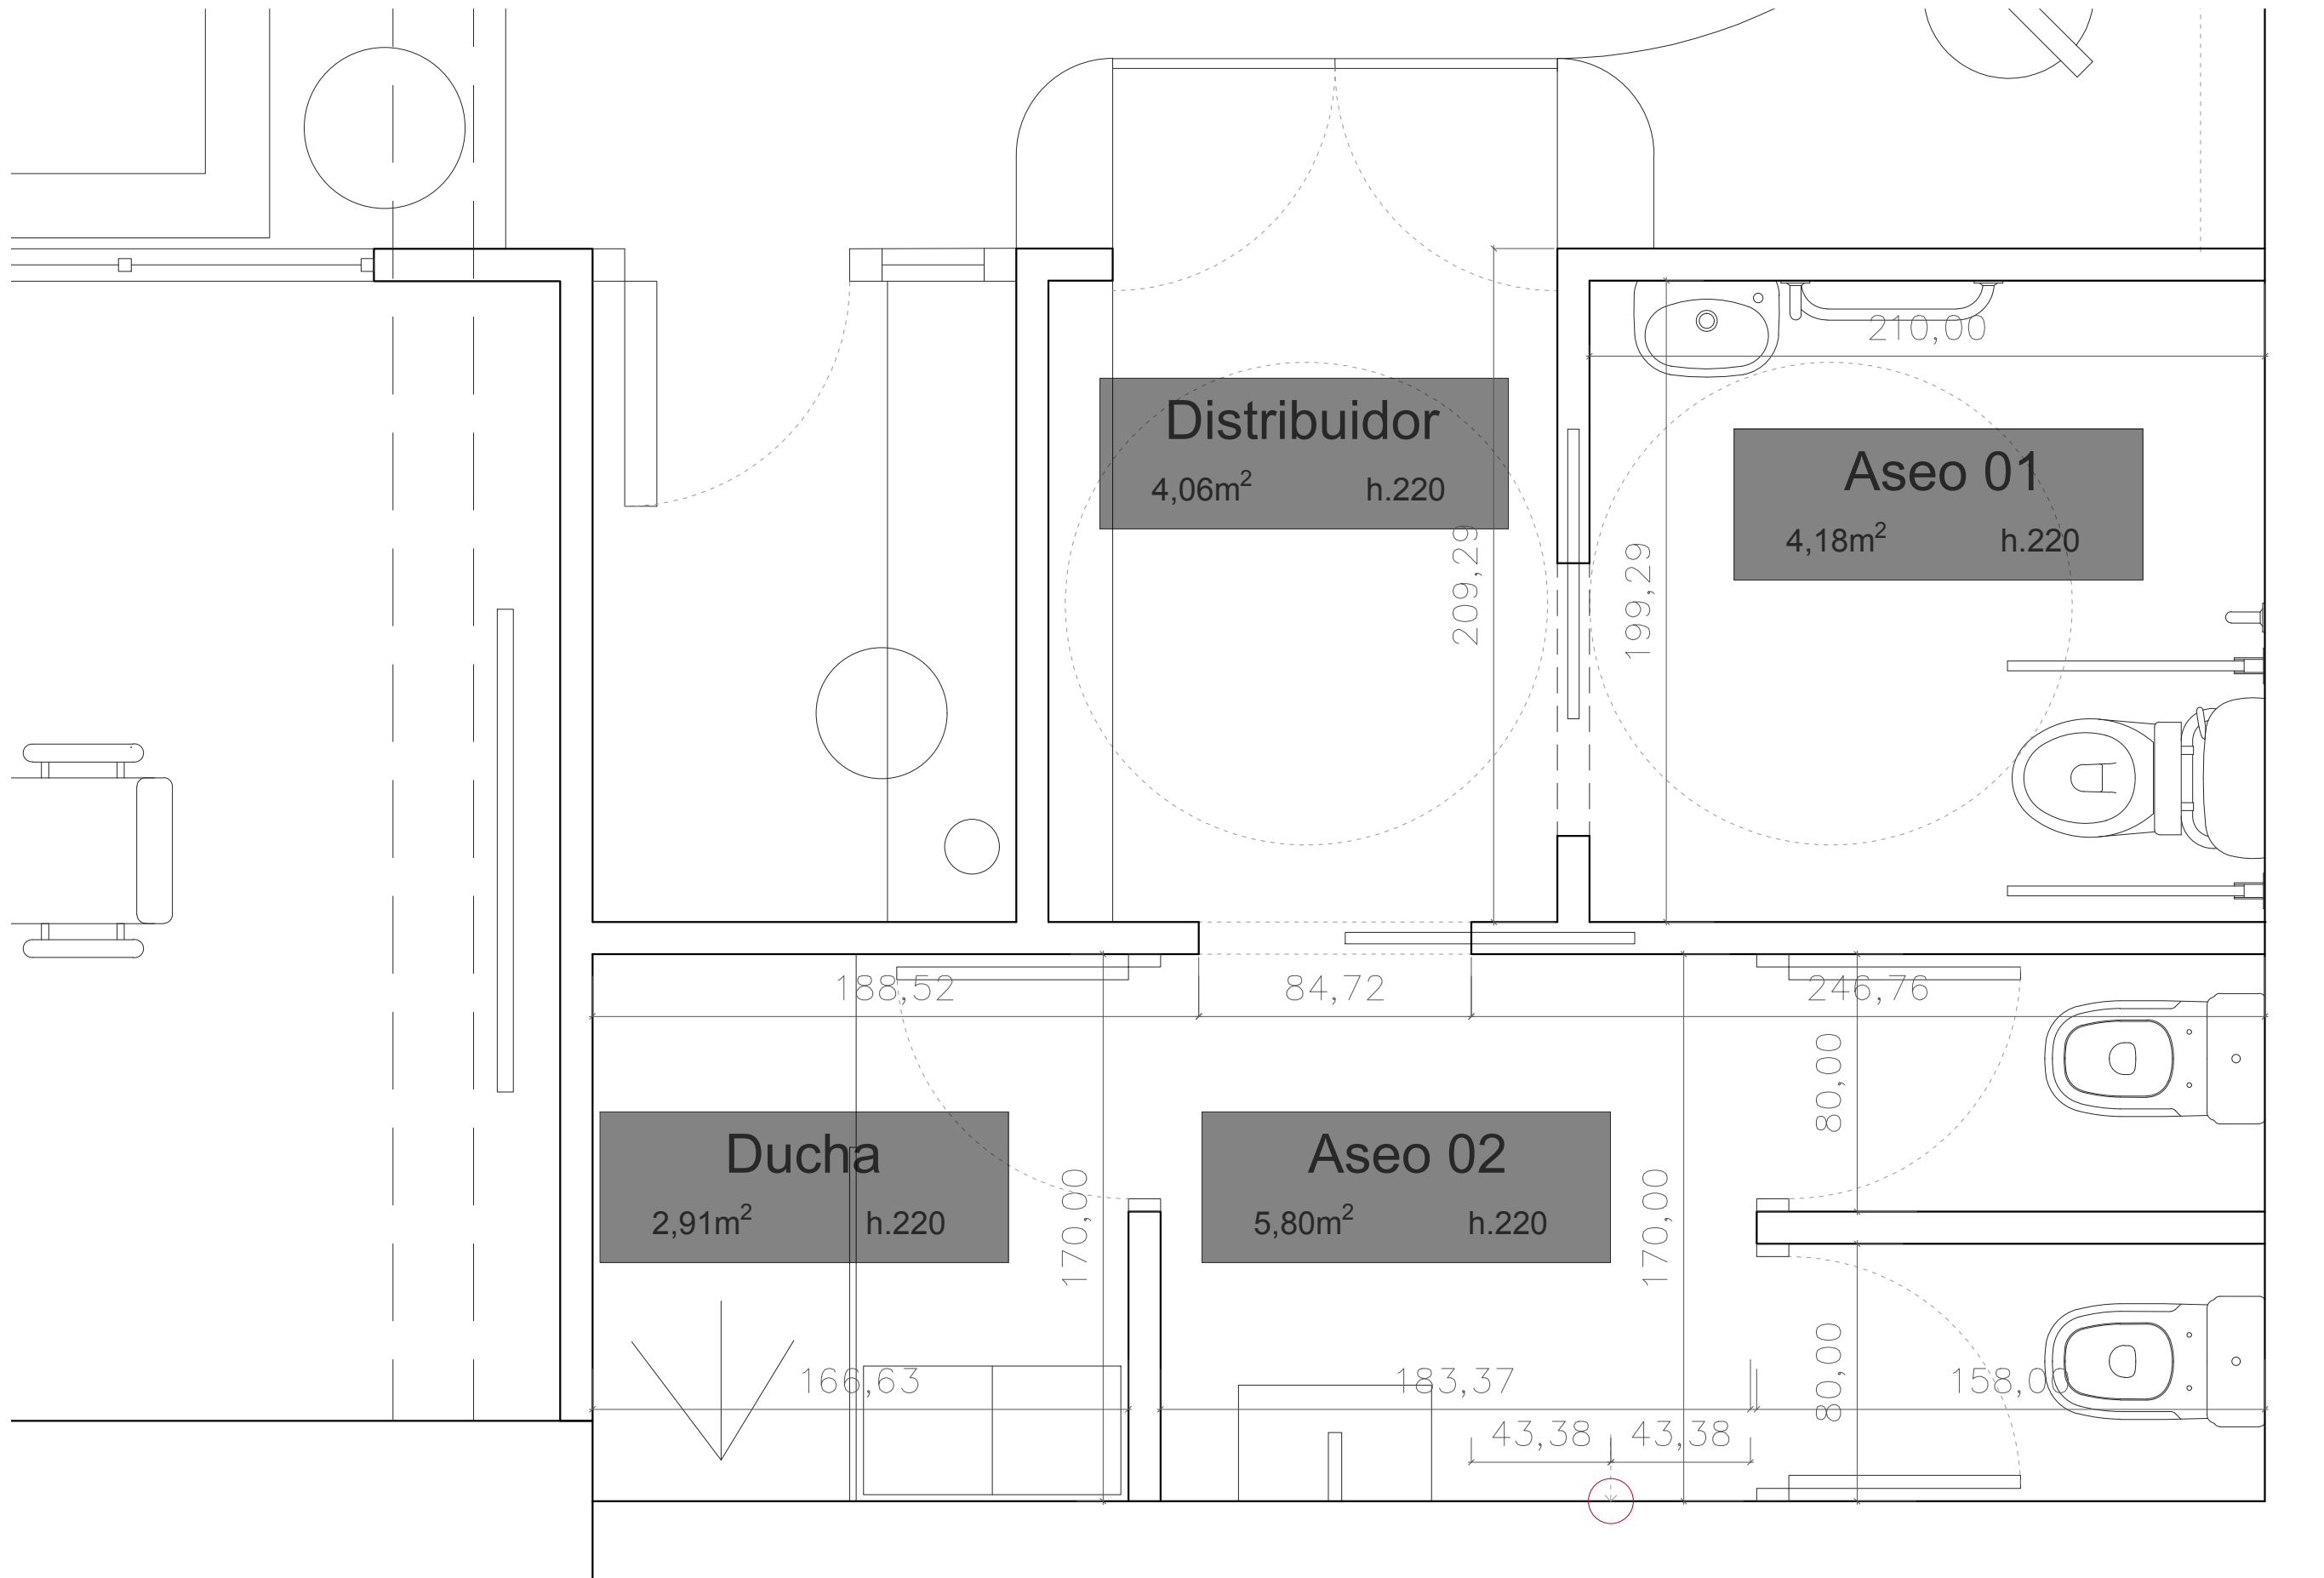 210,00
Distribuidor
4,06m² h.220
Aseo 01
4,18m² h.220
209,29
199,29
188,52
84,72
246,76
80,00
Ducha
2,91m² h.220
170,00
Aseo 02
5,80m² h.220
170,00
166,63
183,37
80,00
158,00
43,38
43,38